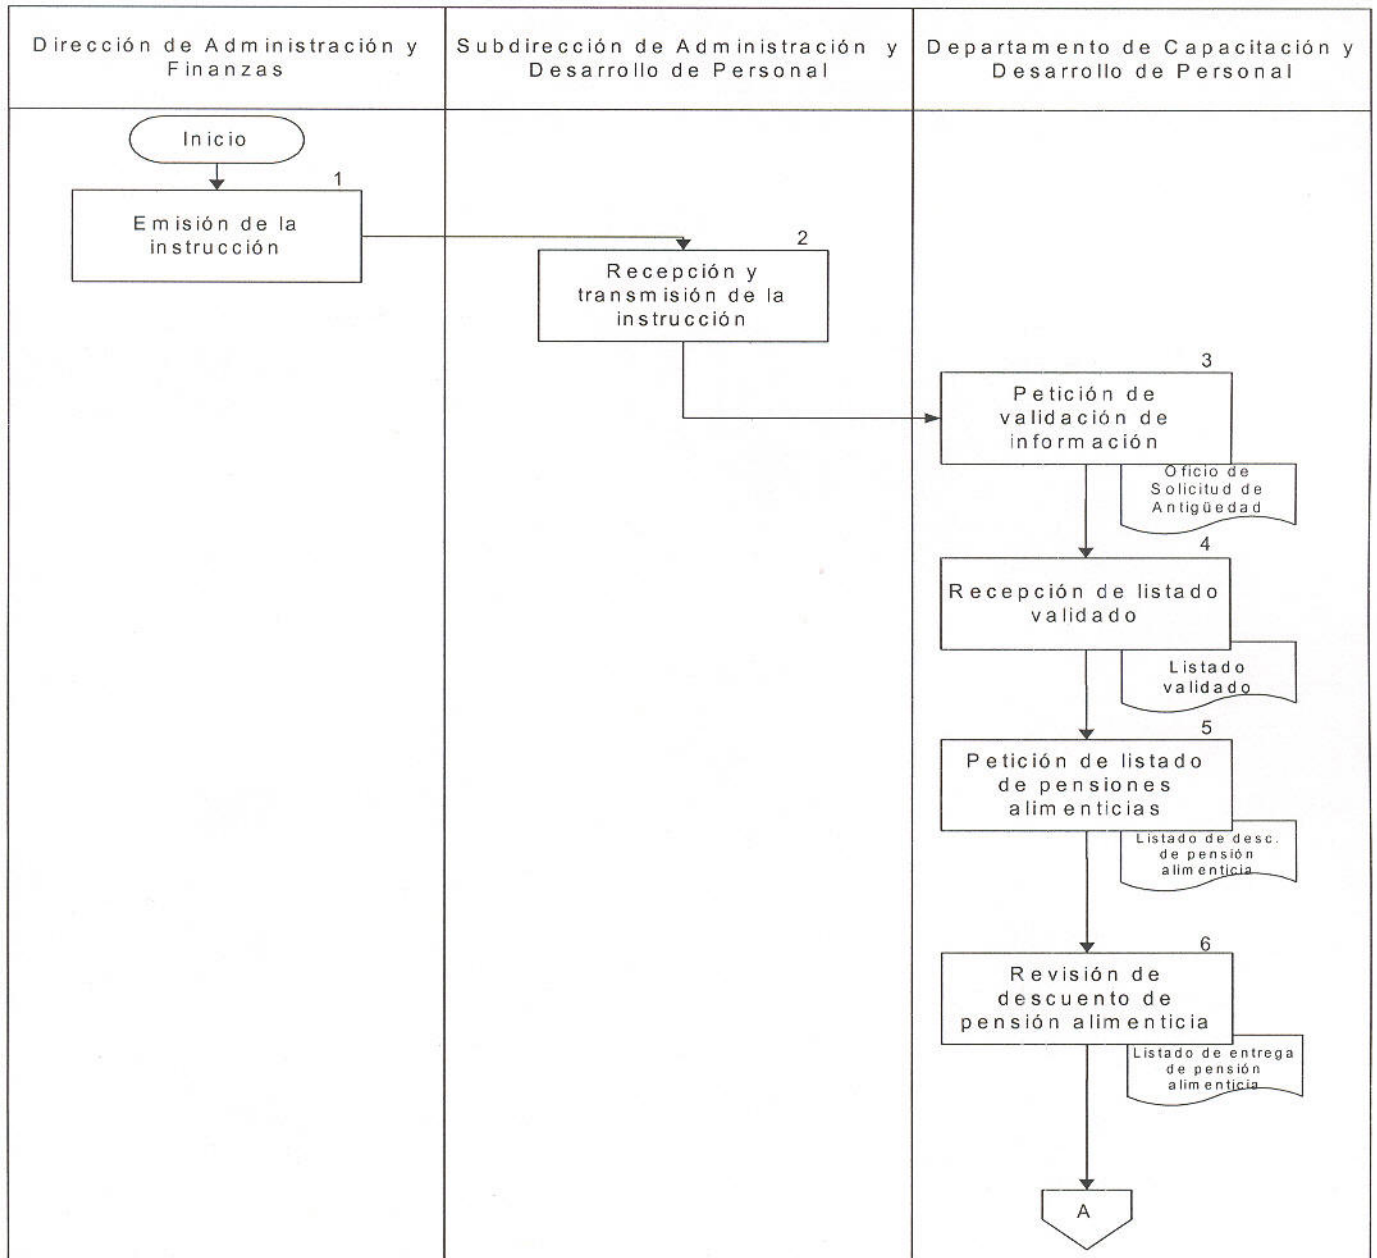 Dirección de Administración y
Finanzas
Subdirección de Administración y
Desarrollo de Personal
Departamento de Capacitación y
Desarrollo de Personal
Inicio
1
Emisión de la
instrucción
2
Recepción y
transmisión de la
instrucción
3
Petición de
validación de
información
Oficio de
Solicitud de
Antigüedad
4
Recepción de listado
validado
Listado
validado
5
Petición de listado
de pensiones
alimenticias
Listado de desc.
de pensión
alimenticia
6
Revisión de
descuento de
pensión alimenticia
Listado de entrega
de pensión
alimenticia
A